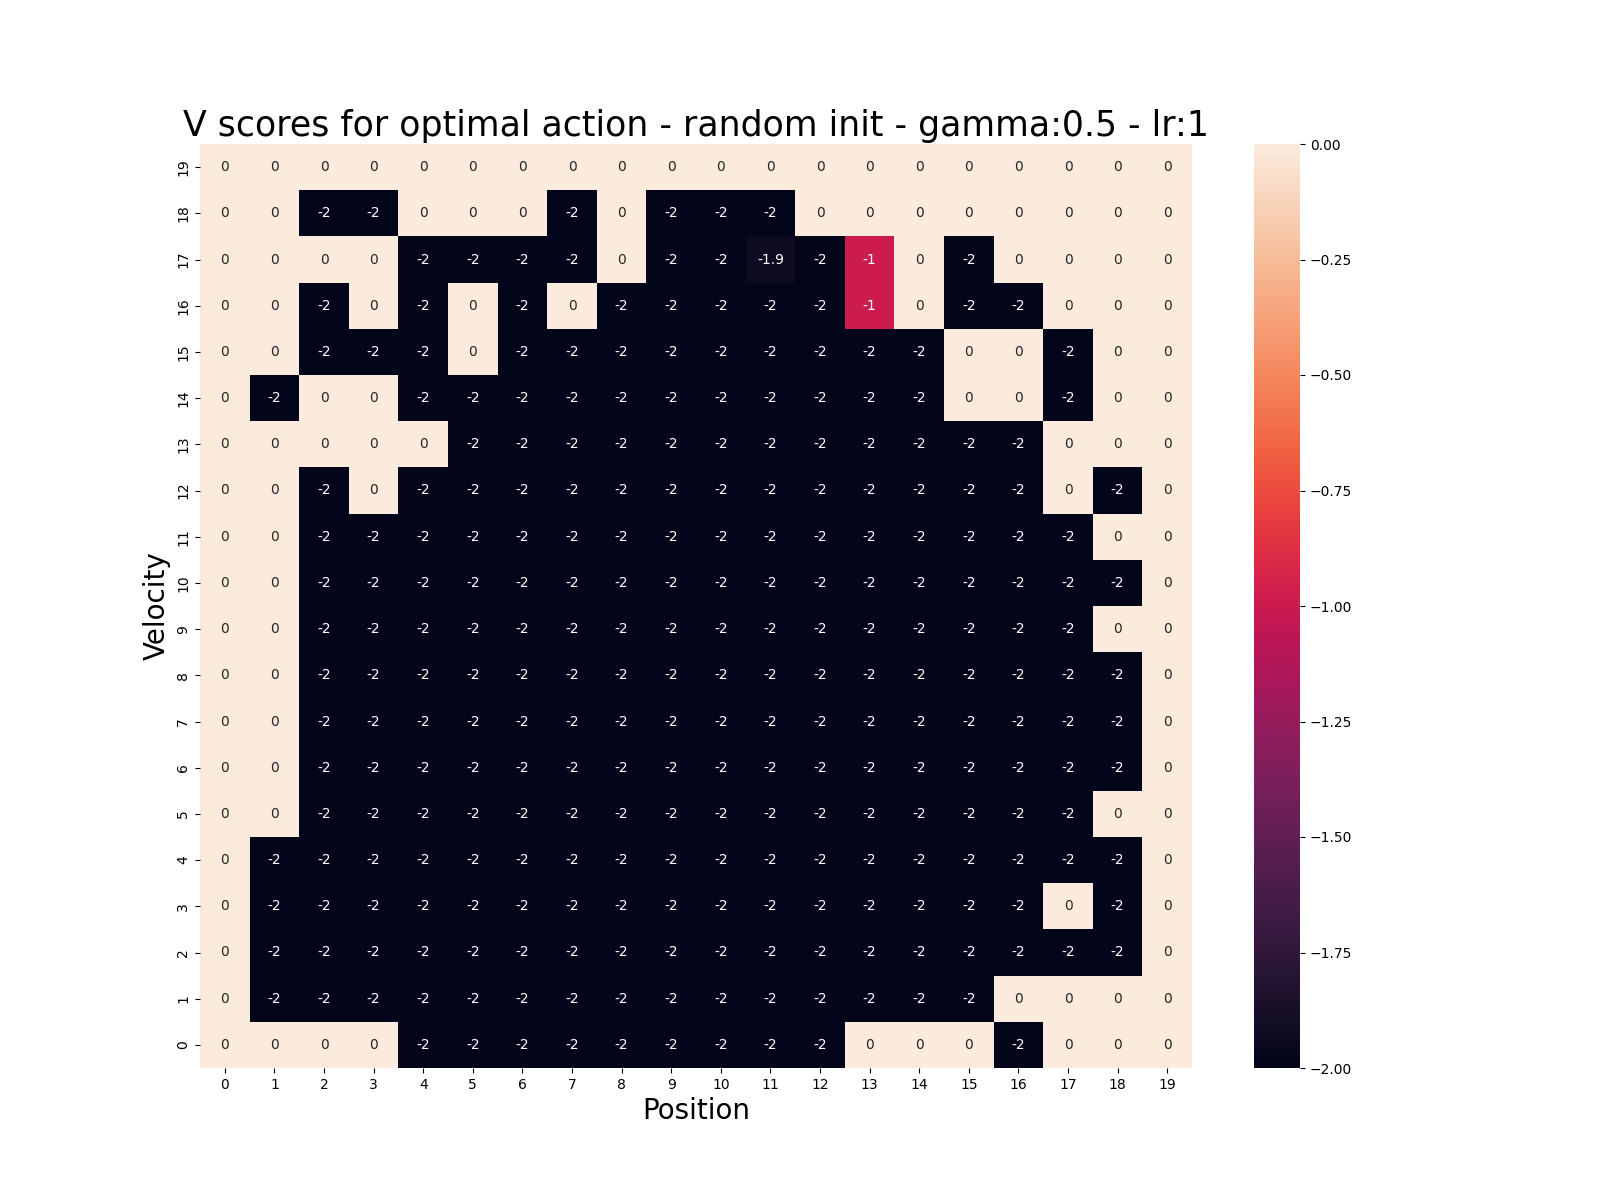 V scores for optimal action - random init - gamma:0.5 - lr:1
19 0 0 0 0 0 0 0 0 0 0 0 0 0 0 0 0 0 0 0 0 0.00
18 0 0 -2 -2 0 0 0 -2 0 -2 -2 -2 0 0 0 0 0 0 0 0
17 0 0 0 0 -2 -2 -2 -2 0 -2 -2 -1.9 -2 -1 0 -2 0 0 0 0 −0.25
16 0 0 -2 0 -2 0 -2 0 -2 -2 -2 -2 -2 -1 0 -2 -2 0 0 0
15 0 0 -2 -2 -2 0 -2 -2 -2 -2 -2 -2 -2 -2 -2 0 0 -2 0 0
−0.50
14 0 -2 0 0 -2 -2 -2 -2 -2 -2 -2 -2 -2 -2 -2 0 0 -2 0 0
13 0 0 0 0 0 -2 -2 -2 -2 -2 -2 -2 -2 -2 -2 -2 -2 0 0 0
12 0 0 -2 0 -2 -2 -2 -2 -2 -2 -2 -2 -2 -2 -2 -2 -2 0 -2 0 −0.75
11 0 0 -2 -2 -2 -2 -2 -2 -2 -2 -2 -2 -2 -2 -2 -2 -2 -2 0 0
10 0 0 -2 -2 -2 -2 -2 -2 -2 -2 -2 -2 -2 -2 -2 -2 -2 -2 -2 0
Velocity
−1.00
9 0 0 -2 -2 -2 -2 -2 -2 -2 -2 -2 -2 -2 -2 -2 -2 -2 -2 0 0
8 0 0 -2 -2 -2 -2 -2 -2 -2 -2 -2 -2 -2 -2 -2 -2 -2 -2 -2 0
7 0 0 -2 -2 -2 -2 -2 -2 -2 -2 -2 -2 -2 -2 -2 -2 -2 -2 -2 0 −1.25
6 0 0 -2 -2 -2 -2 -2 -2 -2 -2 -2 -2 -2 -2 -2 -2 -2 -2 -2 0
5 0 0 -2 -2 -2 -2 -2 -2 -2 -2 -2 -2 -2 -2 -2 -2 -2 -2 0 0
−1.50
4 0 -2 -2 -2 -2 -2 -2 -2 -2 -2 -2 -2 -2 -2 -2 -2 -2 -2 -2 0
3 0 -2 -2 -2 -2 -2 -2 -2 -2 -2 -2 -2 -2 -2 -2 -2 -2 0 -2 0
2 0 -2 -2 -2 -2 -2 -2 -2 -2 -2 -2 -2 -2 -2 -2 -2 -2 -2 -2 0 −1.75
1 0 -2 -2 -2 -2 -2 -2 -2 -2 -2 -2 -2 -2 -2 -2 -2 0 0 0 0
0 0 0 0 0 -2 -2 -2 -2 -2 -2 -2 -2 -2 0 0 0 -2 0 0 0
−2.00
0 1 2 3 4 5 6 7 8 9 10 11 12 13 14 15 16 17 18 19
Position